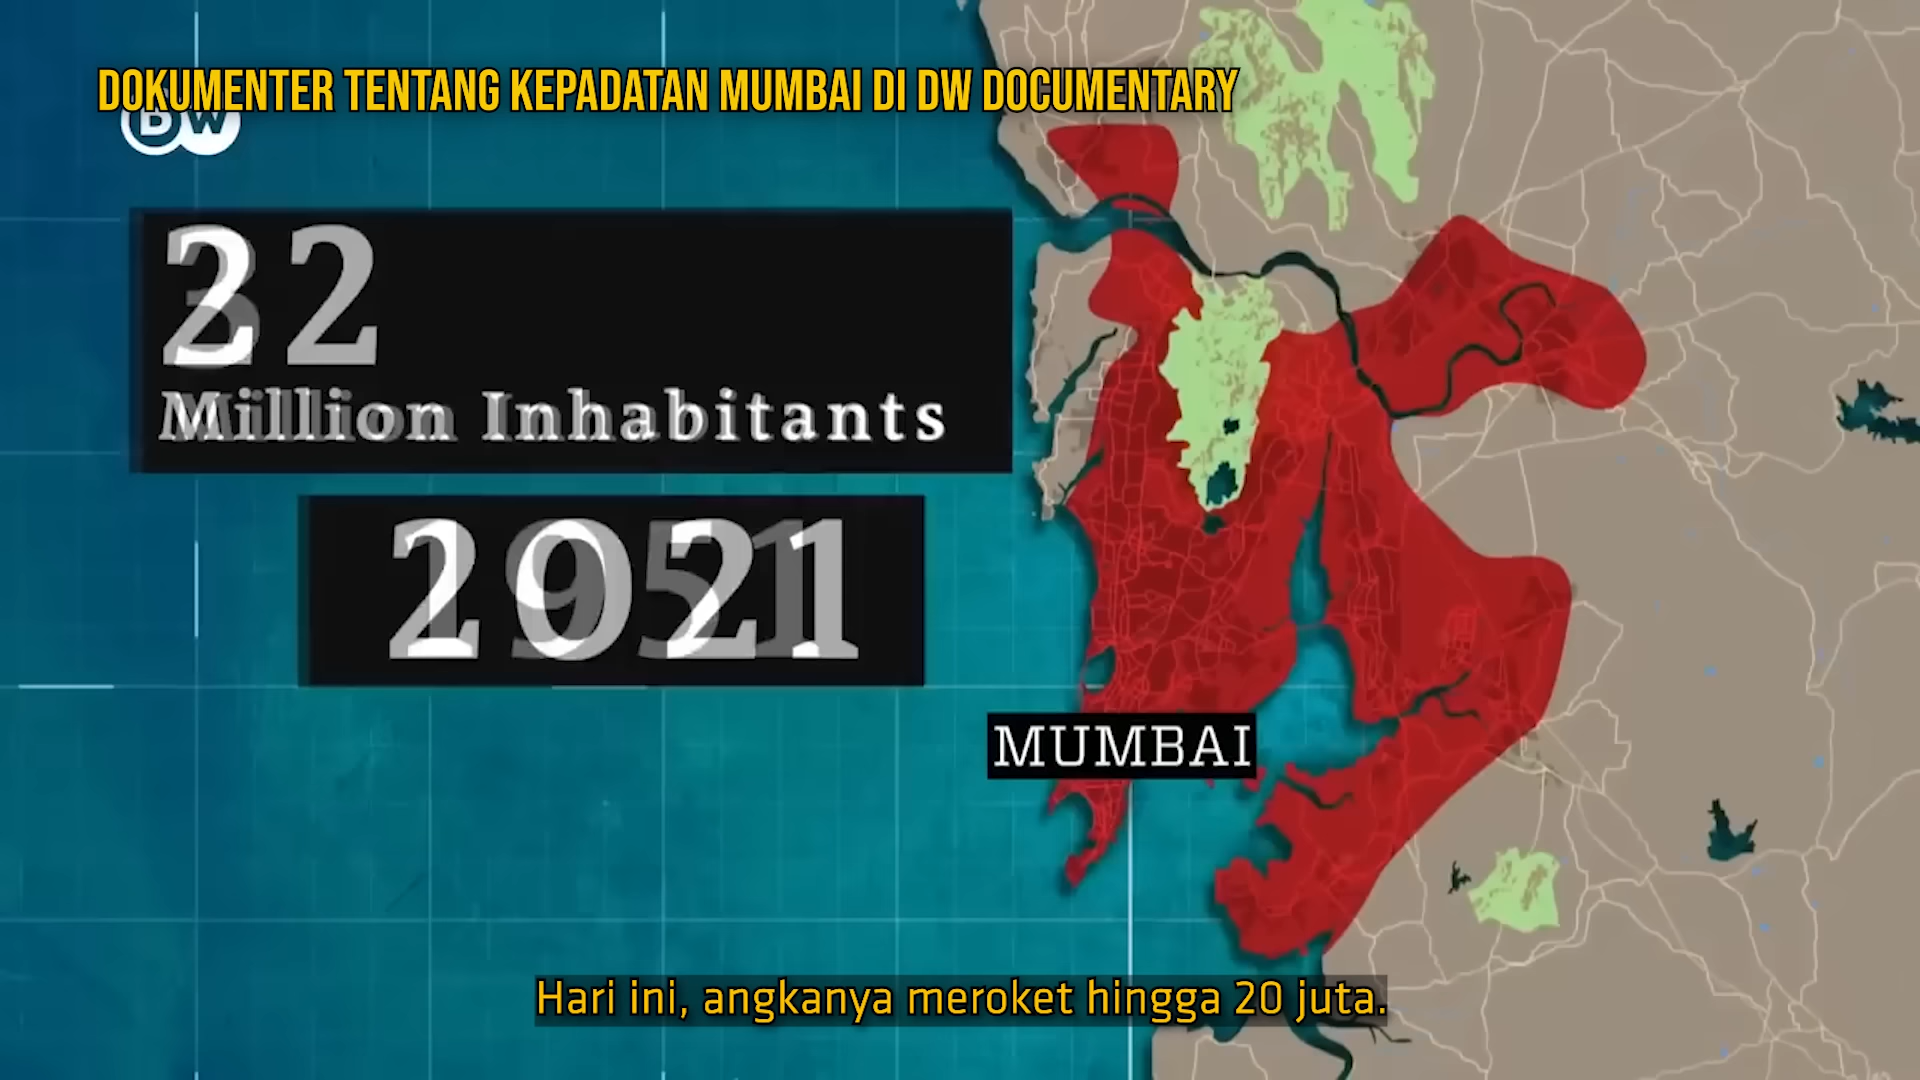 DOKUMENTER TENTANG KEPADATAN MUMBAI DI DW DOCUMENTARY
DW
22
Million Inhabitants
2021
MUMBAI
Hari ini, angkanya meroket hingga 20 juta.